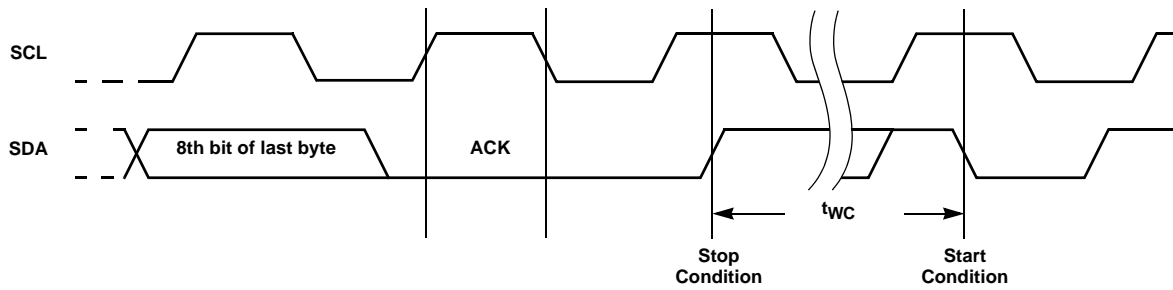 SCL
SDA
8th bit of last byte
ACK
tWC
Stop
Condition
Start
Condition